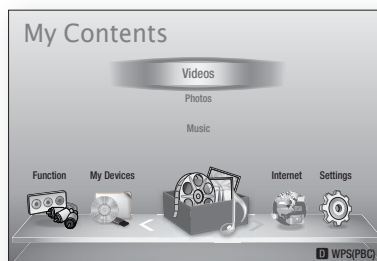 My Contents
Videos
Photos
Music
Function My Devices Internet Settings
D WPS(PBC)